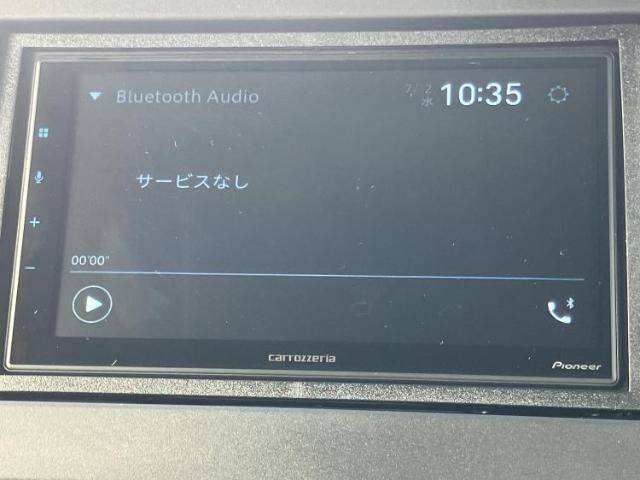 Bluetooth Audio
7/2
水
10:35
サービスなし
00'00"
carrozzeria
Pioneer